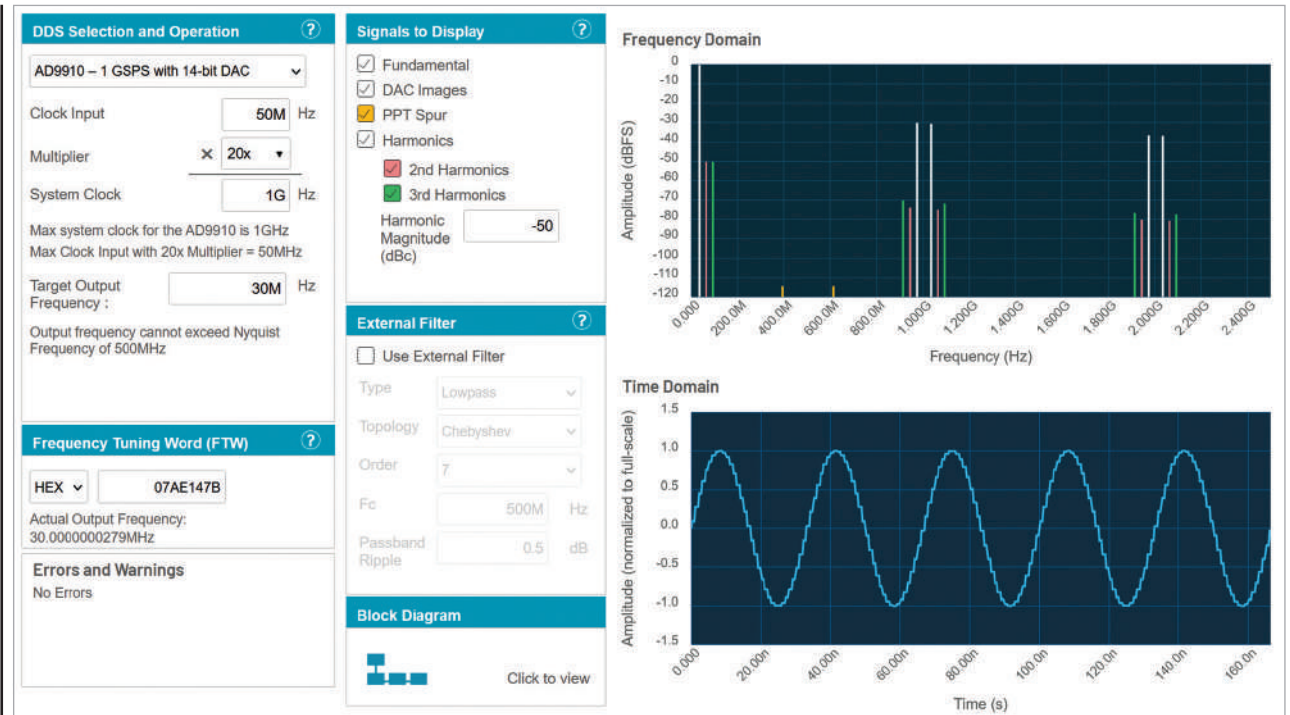 DDS Selection and Operation ?
AD9910 – 1 GSPS with 14-bit DAC
Clock Input 50M Hz
Multiplier × 20x
System Clock 1G Hz
Max system clock for the AD9910 is 1GHz
Max Clock Input with 20x Multiplier = 50MHz
Target Output
Frequency : 30M Hz
Output frequency cannot exceed Nyquist
Frequency of 500MHz
Frequency Tuning Word (FTW) ?
HEX 07AE147B
Actual Output Frequency:
30.0000000279MHz
Errors and Warnings
No Errors
Signals to Display ?
Fundamental
DAC Images
PPT Spur
Harmonics
2nd Harmonics
3rd Harmonics
Harmonic
Magnitude -50
(dBc)
External Filter ?
Use External Filter
Type Lowpass
Topology Chebyshev
Order 7
Fc 500M Hz
Passband
Ripple 0.5 dB
Block Diagram
Click to view
Frequency Domain
Amplitude (dBFS)
0
-10
-20
-30
-40
-50
-60
-70
-80
-90
-100
-110
-120
0.000 200.0M 400.0M 600.0M 800.0M 1.000G 1.200G 1.400G 1.600G 1.800G 2.000G 2.200G 2.400G
Frequency (Hz)
Time Domain
Amplitude (normalized to full-scale)
1.5
1.0
0.5
0.0
-0.5
-1.0
-1.5
0.000 20.00n 40.00n 60.00n 80.00n 100.0n 120.0n 140.0n 160.0n
Time (s)